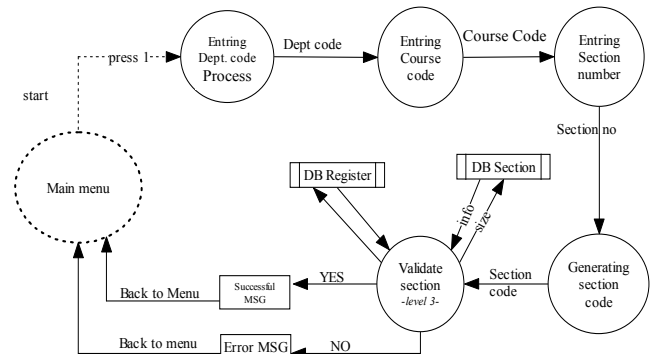 Entring
Dept. code
Process
Dept code
Entring
Course
code
Course Code
Entring
Section
number
press 1
start
Section no
Main menu
DB Register
DB Section
info
size
Validate
section
-level 3-
Section
code
Generating
section
code
YES
Successful
MSG
Back to Menu
NO
Error MSG
Back to menu